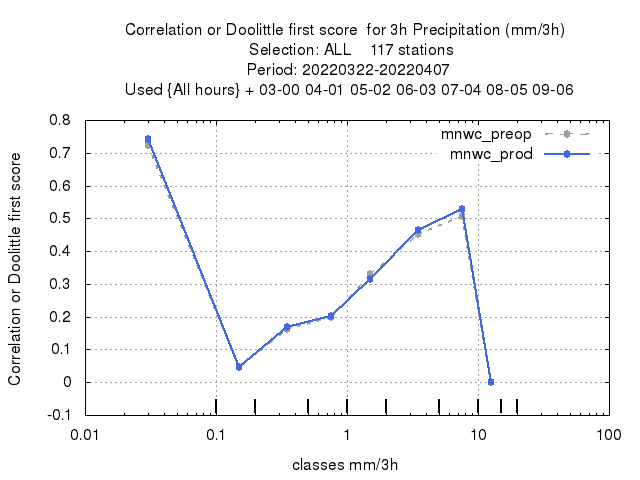 Correlation or Doolittle first score  for 3h Precipitation (mm/3h)
Selection: ALL    117 stations
Period: 20220322-20220407
Used {All hours} + 03-00 04-01 05-02 06-03 07-04 08-05 09-06
mnwc_preop
mnwc_prod
Correlation or Doolittle first score
0.8
0.7
0.6
0.5
0.4
0.3
0.2
0.1
0
-0.1
0.01
0.1
1
10
100
classes mm/3h